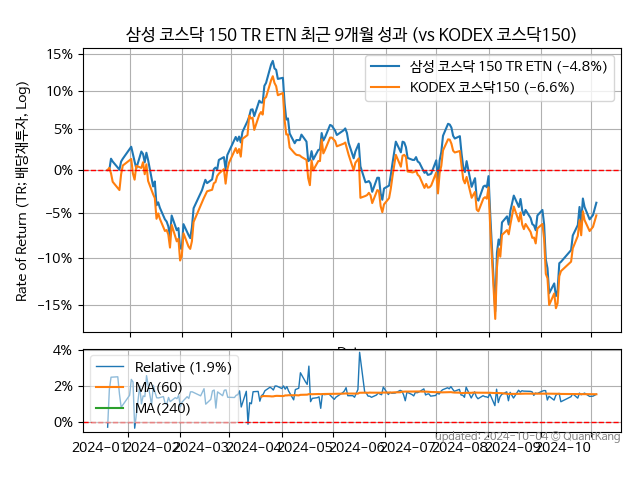 삼성 코스닥 150 TR ETN 최근 9개월 성과 (vs KODEX 코스닥150)
Rate of Return (TR: 배당재투자, Log)
15%
10%
5%
0%
−5%
−10%
−15%
삼성 코스닥 150 TR ETN (−4.8%)
KODEX 코스닥150 (−6.6%)
4%
2%
0%
Relative (1.9%)
MA(60)
MA(240)
2024−01
2024−02
2024−03
2024−04
2024−05
2024−06
2024−07
2024−08
2024−09
2024−10
updated: 2024−10−04 © QuantKang